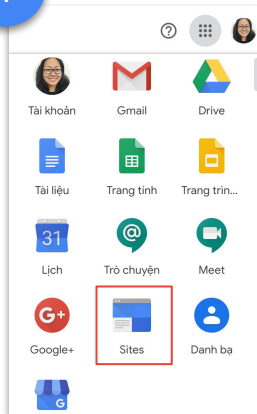 ?
Tài khoản Gmail Drive
Tài liệu Trang tính Trang trìn...
31
@
Lịch Trò chuyện Meet
G+
Google+ Sites Danh bạ
G